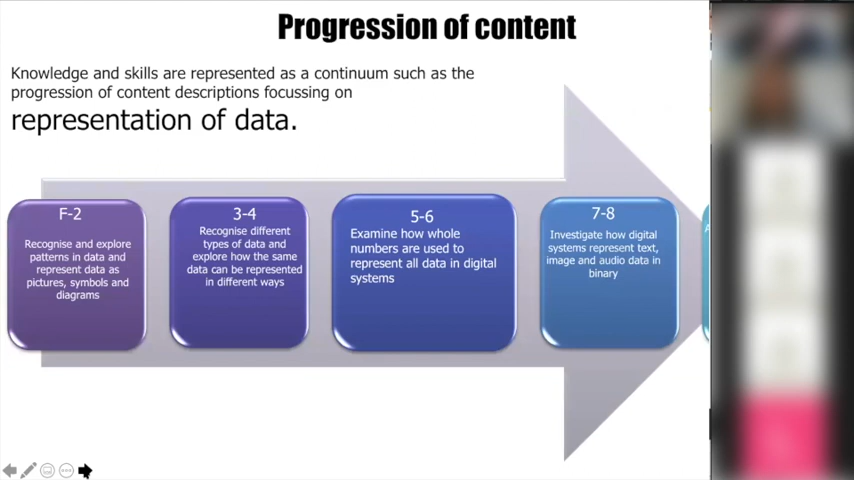 Progression of content
Knowledge and skills are represented as a continuum such as the
progression of content descriptions focussing on
representation of data.
F-2
Recognise and explore
patterns in data and
represent data as
pictures, symbols and
diagrams
3-4
Recognise different
types of data and
explore how the same
data can be represented
in different ways
5-6
Examine how whole
numbers are used to
represent all data in digital
systems
7-8
Investigate how digital
systems represent text,
image and audio data in
binary